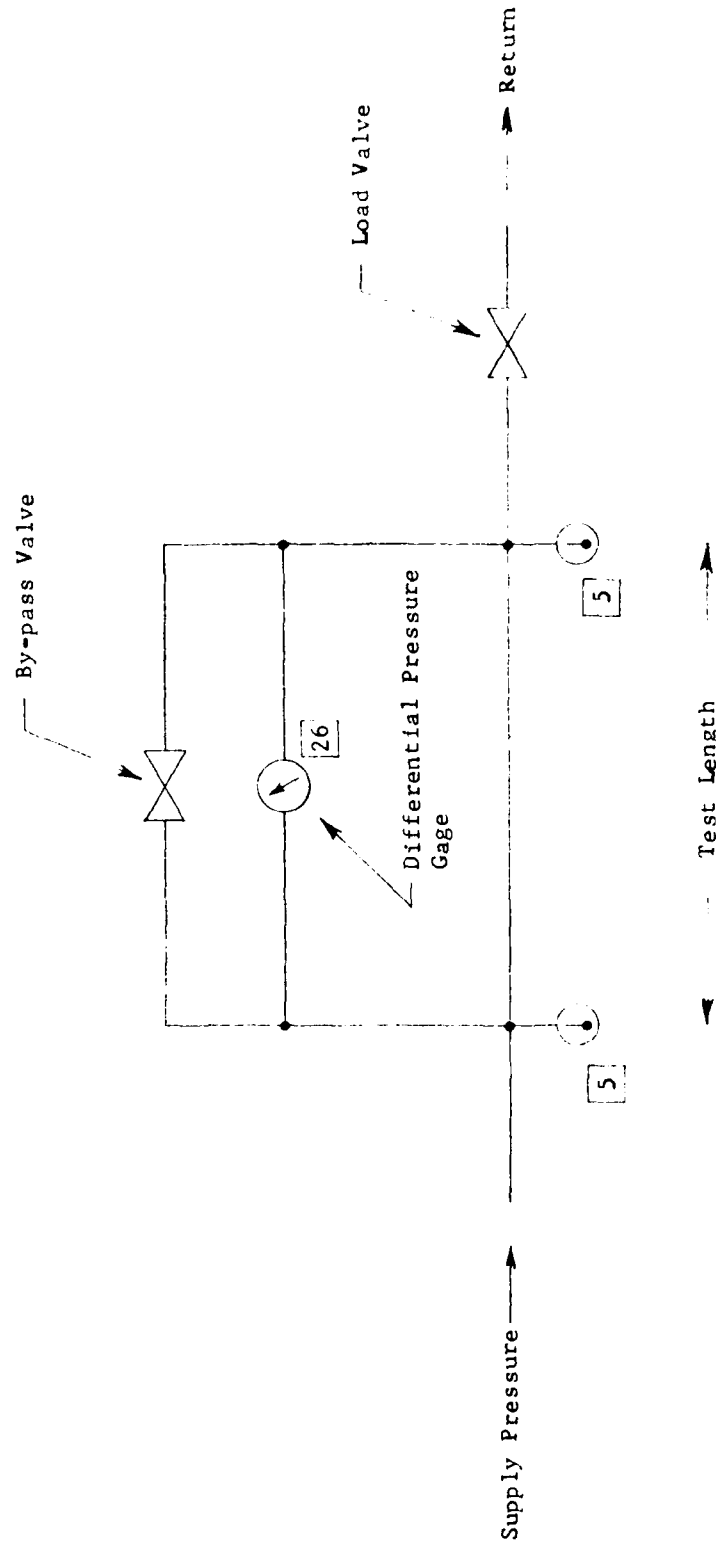 By-pass Valve
Load Valve
26
Differential Pressure
Gage
Supply Pressure
Return
5
5
Test Length